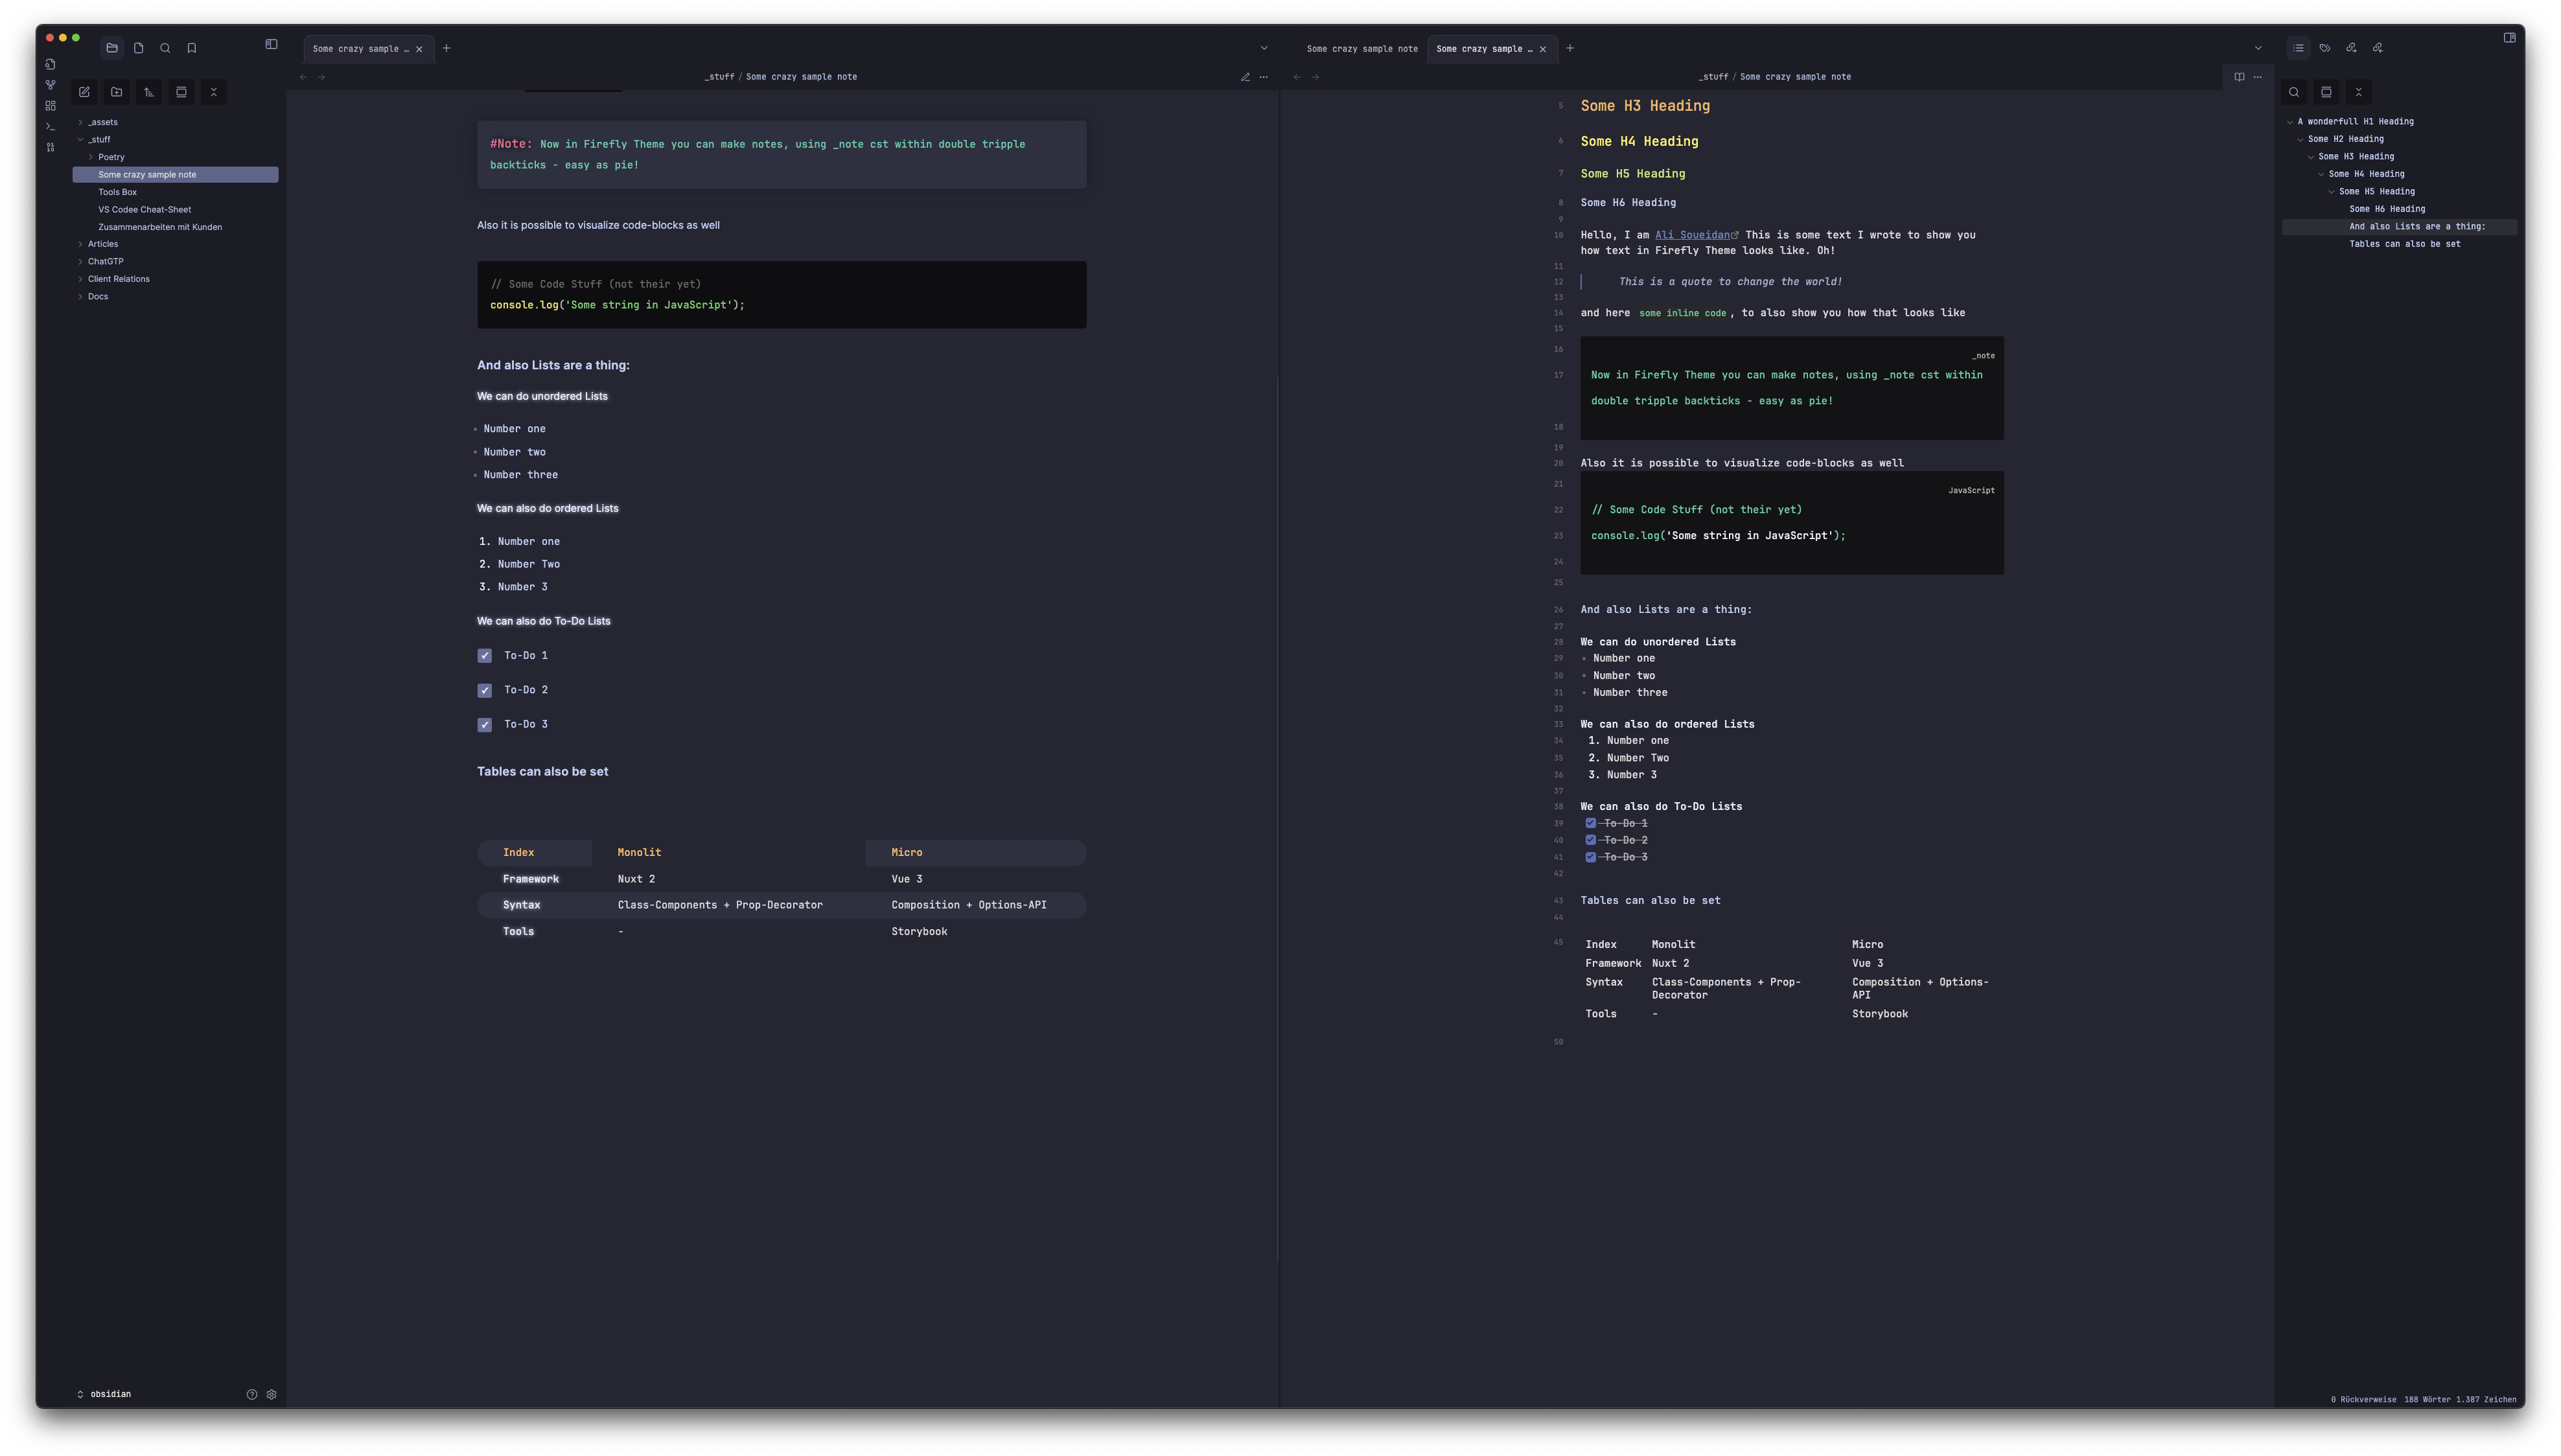 Some crazy sample …
Some crazy sample note
Some crazy sample …
_stuff / Some crazy sample note
_stuff / Some crazy sample note
_assets
_stuff
Poetry
Some crazy sample note
Tools Box
VS Codee Cheat-Sheet
Zusammenarbeiten mit Kunden
Articles
ChatGTP
Client Relations
Docs
obsidian
#Note: Now in Firefly Theme you can make notes, using _note cst within double tripple
backticks - easy as pie!
Also it is possible to visualize code-blocks as well
// Some Code Stuff (not their yet)
console.log('Some string in JavaScript');
And also Lists are a thing:
We can do unordered Lists
• Number one
• Number two
• Number three
We can also do ordered Lists
1. Number one
2. Number Two
3. Number 3
We can also do To-Do Lists
To-Do 1
To-Do 2
To-Do 3
Tables can also be set
Index Monolit Micro
Framework Nuxt 2 Vue 3
Syntax Class-Components + Prop-Decorator Composition + Options-API
Tools - Storybook
5 Some H3 Heading
6 Some H4 Heading
7 Some H5 Heading
8 Some H6 Heading
9
10 Hello, I am Ali Soueidan This is some text I wrote to show you
how text in Firefly Theme looks like. Oh!
11
12 This is a quote to change the world!
13
14 and here some inline code , to also show you how that looks like
15
16 _note
17 Now in Firefly Theme you can make notes, using _note cst within
double tripple backticks - easy as pie!
18
19
20 Also it is possible to visualize code-blocks as well
21 JavaScript
22 // Some Code Stuff (not their yet)
23 console.log('Some string in JavaScript');
24
25
26 And also Lists are a thing:
27
28 We can do unordered Lists
29 • Number one
30 • Number two
31 • Number three
32
33 We can also do ordered Lists
34 1. Number one
35 2. Number Two
36 3. Number 3
37
38 We can also do To-Do Lists
39 To-Do 1
40 To-Do 2
41 To-Do 3
42
43 Tables can also be set
44
45 Index Monolit Micro
Framework Nuxt 2 Vue 3
Syntax Class-Components + Prop- Composition + Options-
Decorator API
Tools - Storybook
50
A wonderfull H1 Heading
Some H2 Heading
Some H3 Heading
Some H4 Heading
Some H5 Heading
Some H6 Heading
And also Lists are a thing:
Tables can also be set
0 Rückverweise 188 Wörter 1.387 Zeichen